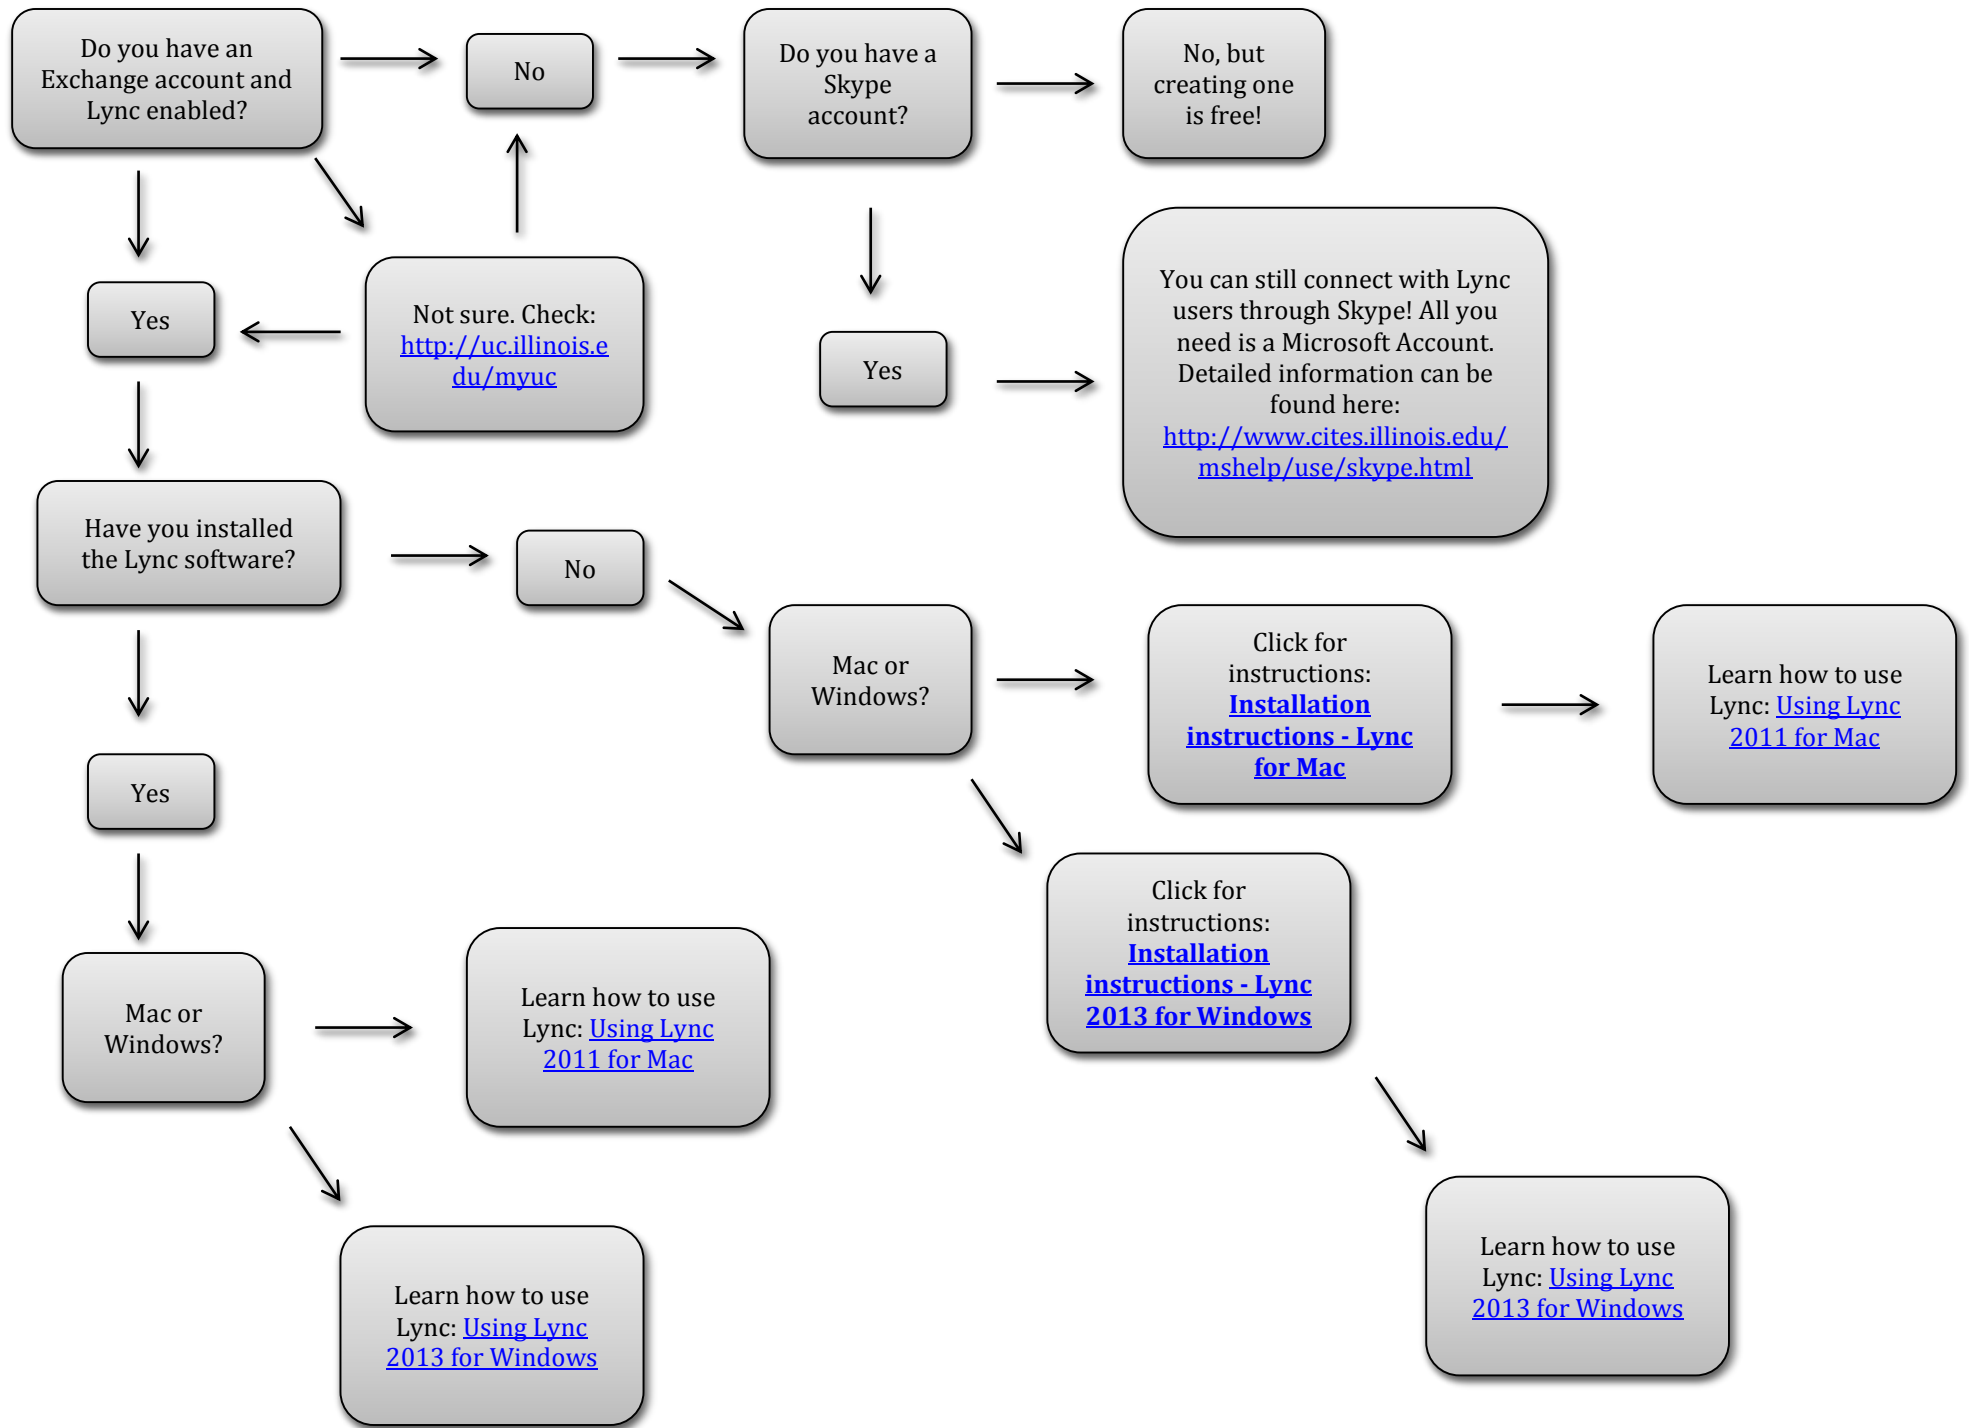 Do you have an
Exchange account and
Lync enabled?
No
Do you have a
Skype
account?
No, but
creating one
is free!
Yes
Not sure. Check:
http://uc.illinois.e
du/myuc
Yes
You can still connect with Lync
users through Skype! All you
need is a Microsoft Account.
Detailed information can be
found here:
http://www.cites.illinois.edu/
mshelp/use/skype.html
Have you installed
the Lync software?
No
Mac or
Windows?
Click for
instructions:
Installation
instructions - Lync
for Mac
Learn how to use
Lync: Using Lync
2011 for Mac
Yes
Click for
instructions:
Installation
instructions - Lync
2013 for Windows
Mac or
Windows?
Learn how to use
Lync: Using Lync
2011 for Mac
Learn how to use
Lync: Using Lync
2013 for Windows
Learn how to use
Lync: Using Lync
2013 for Windows